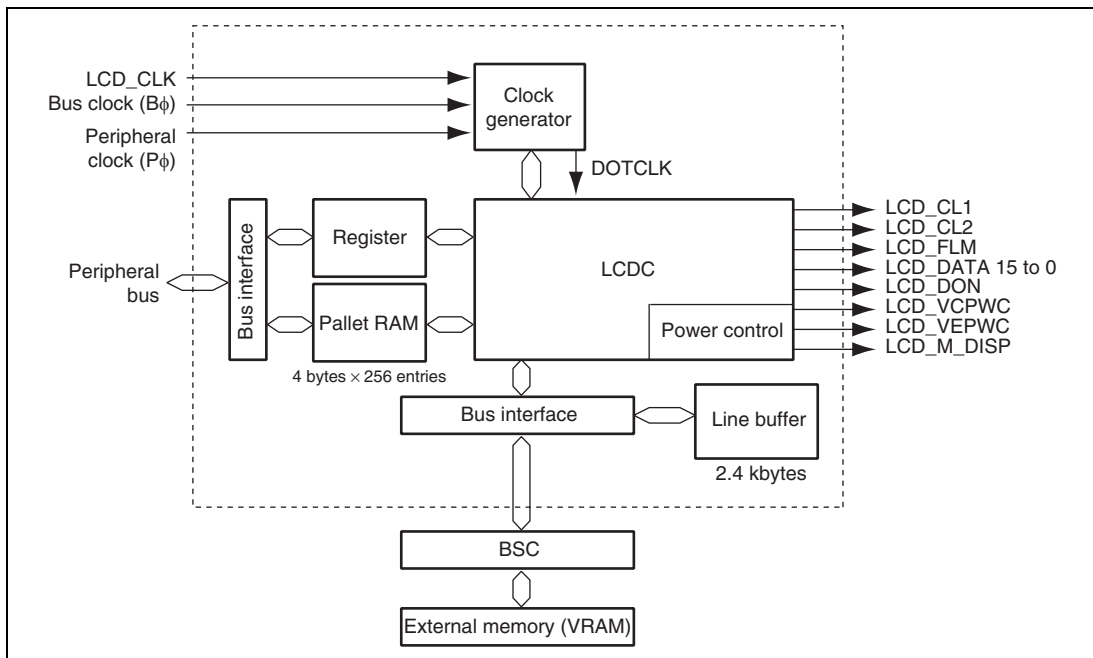 LCD_CLK
Bus clock (Bϕ)
Peripheral
clock (Pϕ)
Clock
generator
DOTCLK
Peripheral
bus
Bus interface
Register
Pallet RAM
4 bytes × 256 entries
LCDC
Power control
LCD_CL1
LCD_CL2
LCD_FLM
LCD_DATA 15 to 0
LCD_DON
LCD_VCPWC
LCD_VEPWC
LCD_M_DISP
Bus interface
Line buffer
2.4 kbytes
BSC
External memory (VRAM)